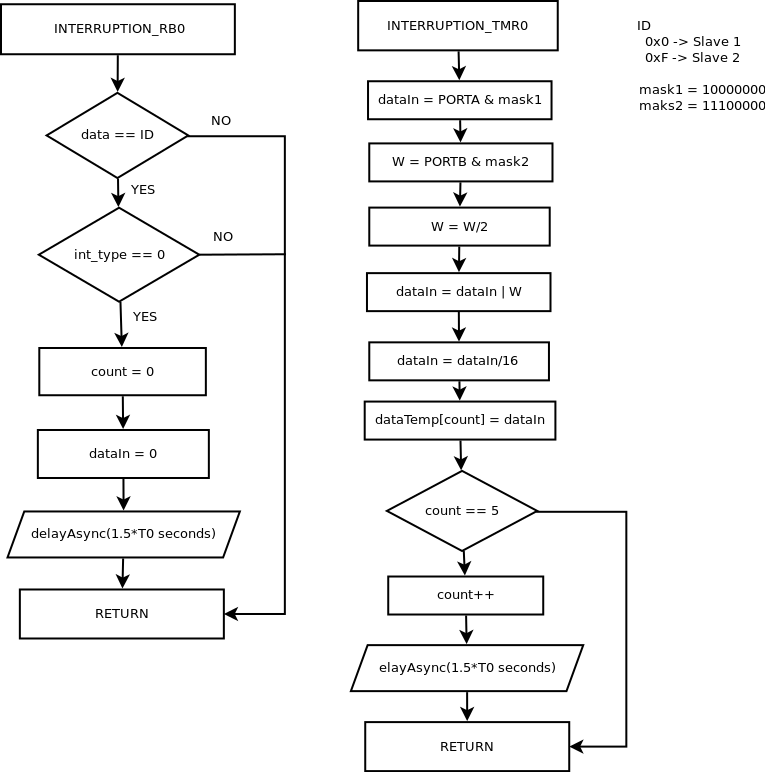 INTERRUPTION_RB0
data == ID
NO
YES
int_type == 0
NO
YES
count = 0
dataIn = 0
delayAsync(1.5*T0 seconds)
RETURN
INTERRUPTION_TMR0
dataIn = PORTA & mask1
W = PORTB & mask2
W = W/2
dataIn = dataIn | W
dataIn = dataIn/16
dataTemp[count] = dataIn
count == 5
count++
elayAsync(1.5*T0 seconds)
RETURN
ID
0x0 -> Slave 1
0xF -> Slave 2
mask1 = 10000000
maks2 = 11100000